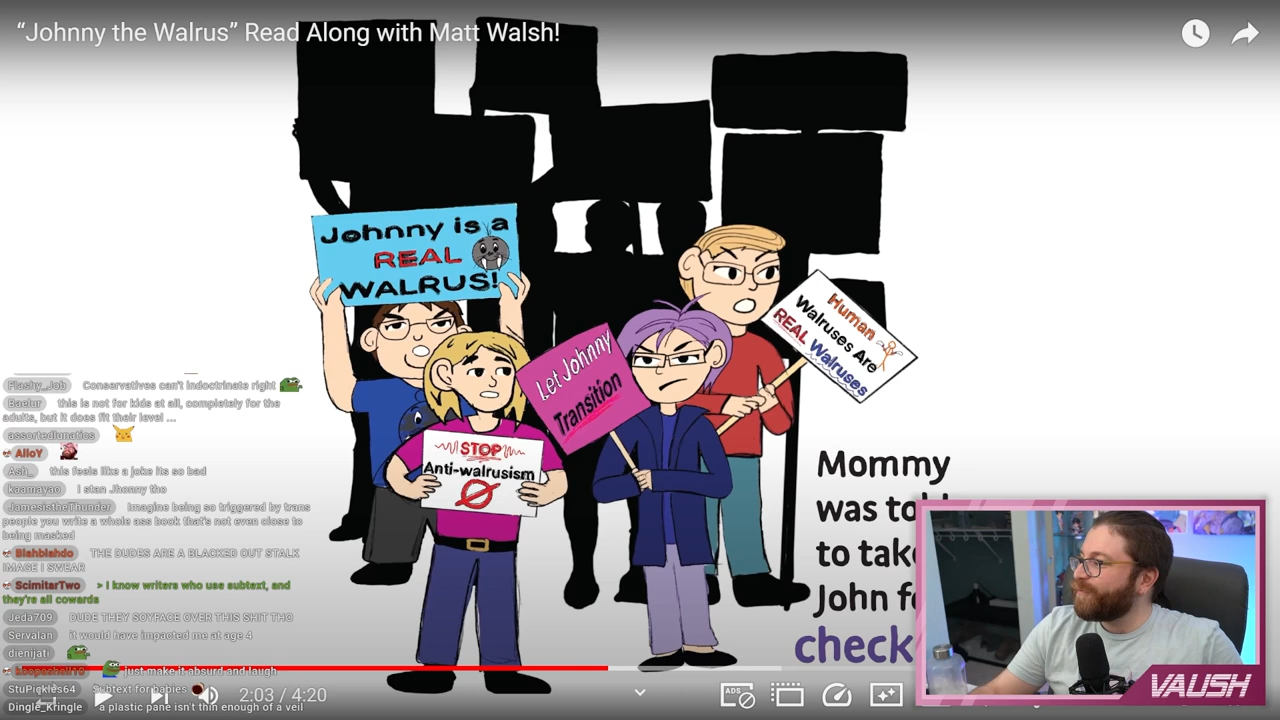 “Johnny the Walrus” Read Along with Matt Walsh!
Johnny is a
REAL
WALRUS!
Human
Walruses Are
REAL Walruses
Let Johnny
Transition
STOP
Anti-walrusism
Mommy
was
to
John
check
Flashy_Job Conservatives can't indoctrinate right
Baelur this is not for kids at all, completely for the
adults, but it does fit their level ...
assortedlunatics
AlloY
Ash_ this feels like a joke its so bad
kaamayao I stan Jhonny tho
JamesistheThunder Imagine being so triggered by trans
people you write a whole ass book that's not even close to
being masked
Blahblahdo THE DUDES ARE A BLACKED OUT STALK
IMAGE I SWEAR
ScimitarTwo > I know writers who use subtext, and
they're all cowards
Jeda709 DUDE THEY SOYFACE OVER THIS SHIT THO
Servalan it would have impacted me at age 4
dienijati
koopashell10 just make it absurd and laugh
StuPickles64 Subtext for babies
Dingle_Kringle a plastic pane isn't thin enough of a veil
2:03 / 4:20
ADS
VAUSH